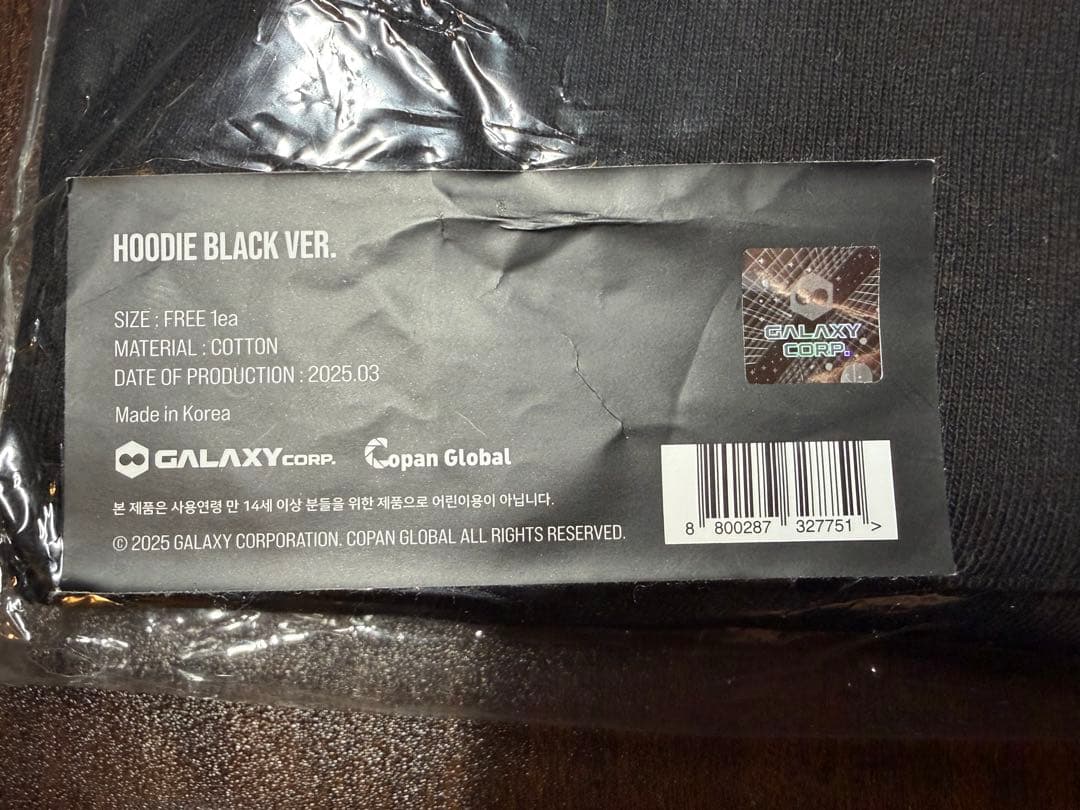 HOODIE BLACK VER.
SIZE : FREE 1ea
MATERIAL : COTTON
DATE OF PRODUCTION : 2025.03
Made in Korea
GALAXY CORP. Copan Global
본 제품은 사용연령 만 14세 이상 분들을 위한 제품으로 어린이용이 아닙니다.
© 2025 GALAXY CORPORATION. COPAN GLOBAL ALL RIGHTS RESERVED.
GALAXY
CORP.
8 800287 327751 >